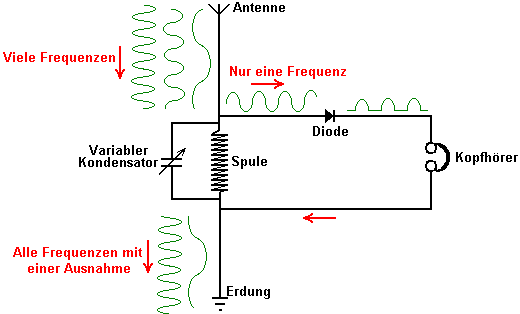 Antenne
Viele Frequenzen
Nur eine Frequenz
Diode
Variabler
Kondensator
Spule
Kopfhörer
Alle Frequenzen mit
einer Ausnahme
Erdung